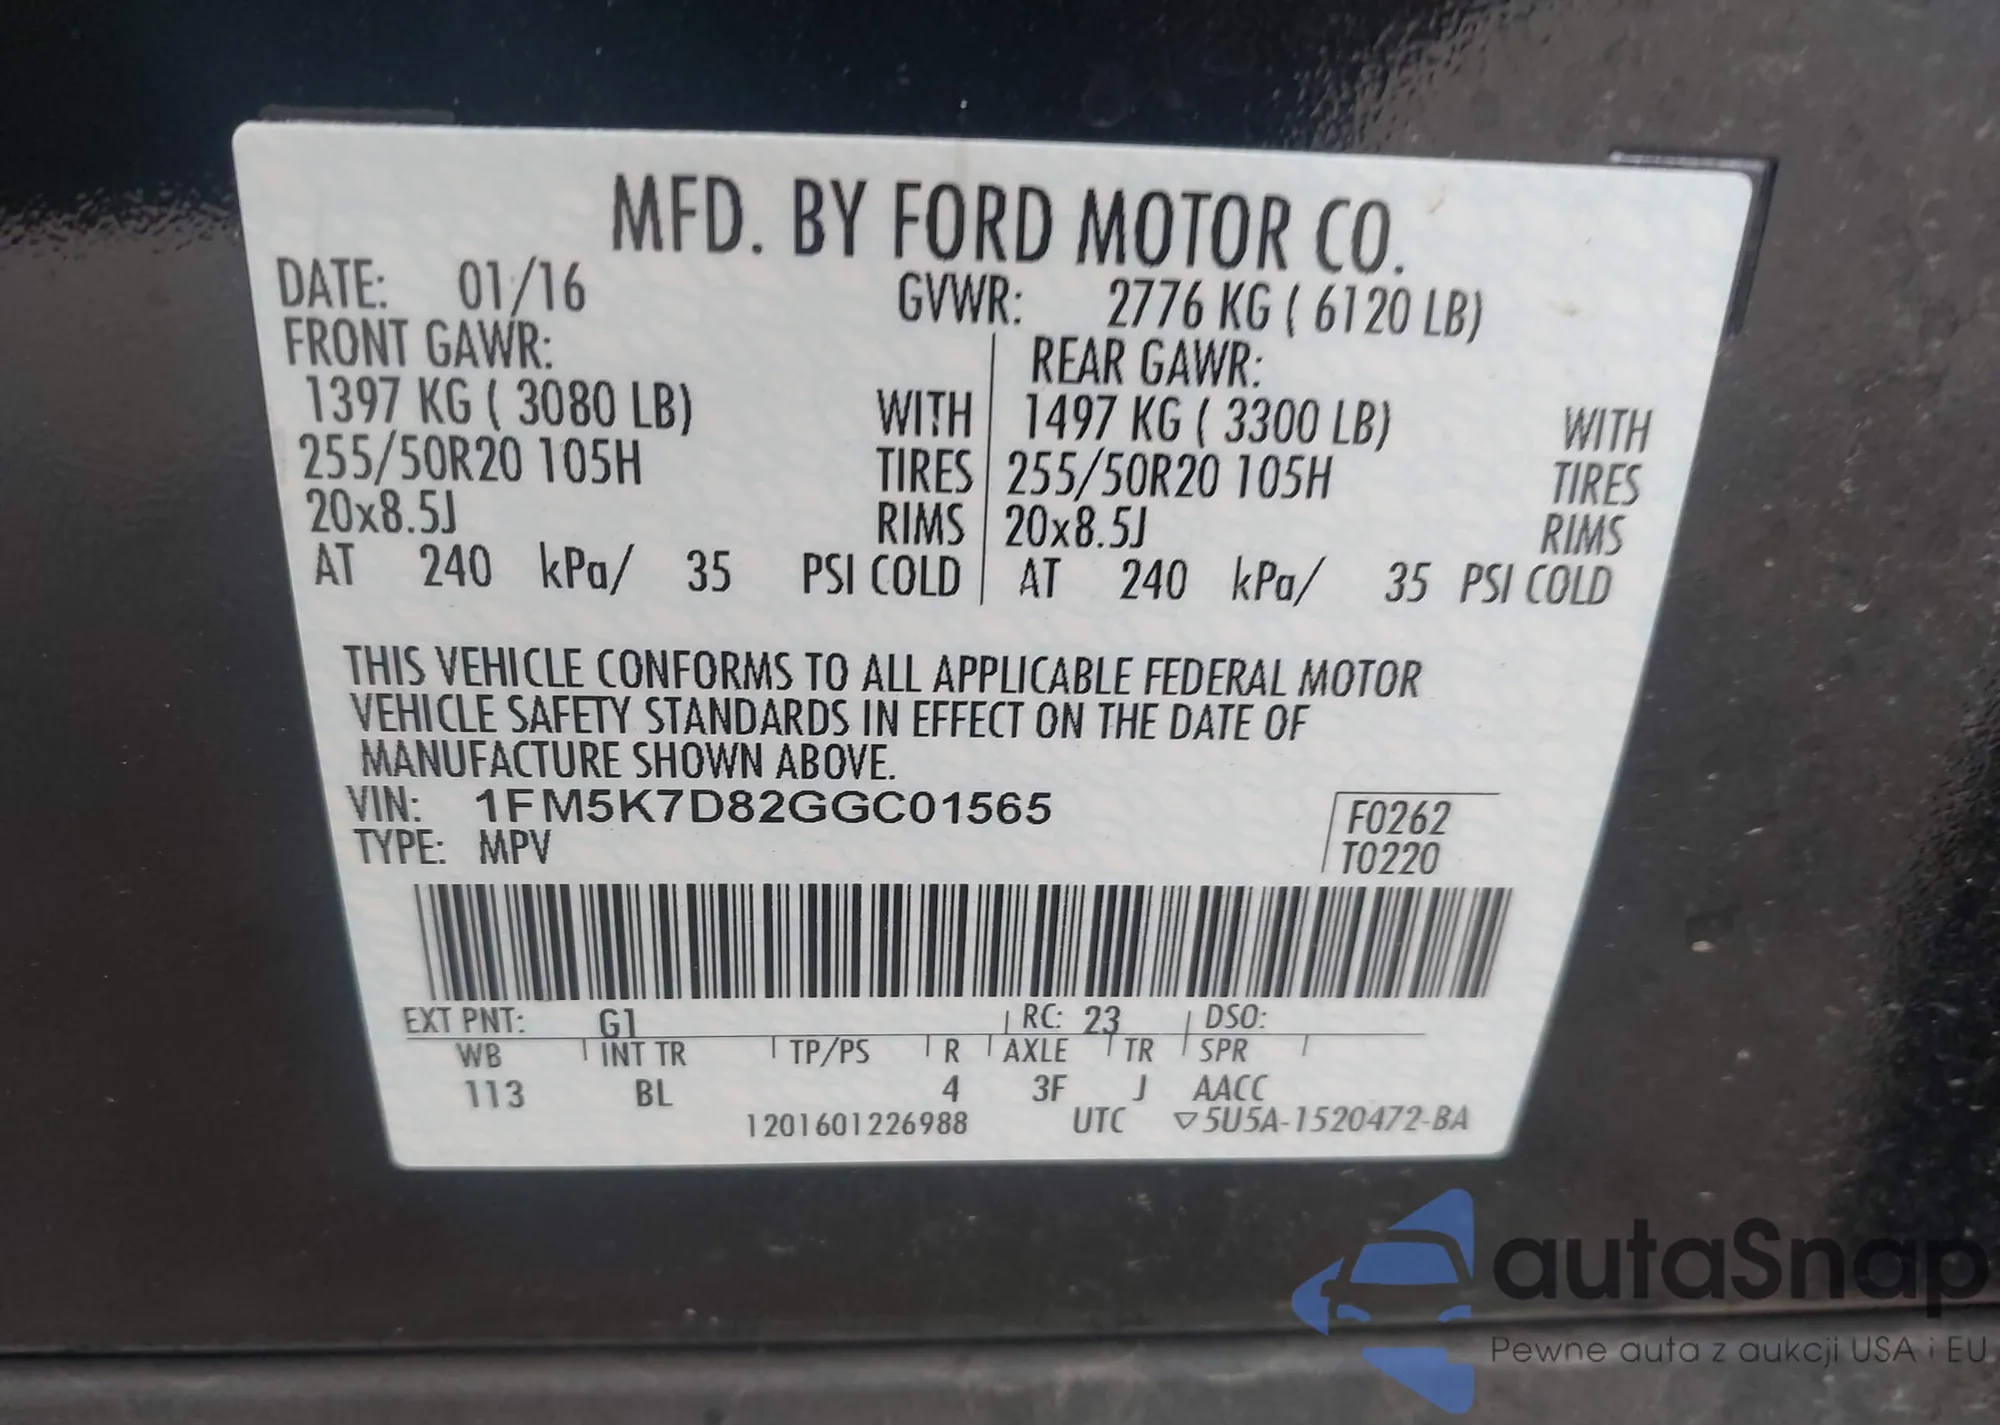 MFD. BY FORD MOTOR CO.
DATE: 01/16 GVWR: 2776 KG ( 6120 LB)
FRONT GAWR: REAR GAWR:
1397 KG ( 3080 LB) WITH 1497 KG ( 3300 LB) WITH
255/50R20 105H TIRES 255/50R20 105H TIRES
20x8.5J RIMS 20x8.5J RIMS
AT 240 kPa/ 35 PSI COLD AT 240 kPa/ 35 PSI COLD
THIS VEHICLE CONFORMS TO ALL APPLICABLE FEDERAL MOTOR
VEHICLE SAFETY STANDARDS IN EFFECT ON THE DATE OF
MANUFACTURE SHOWN ABOVE.
VIN: 1FM5K7D82GGC01565 F0262
TYPE: MPV T0220
EXT PNT: G1 RC: 23 DSO:
WB INT TR TP/PS R AXLE TR SPR
113 BL 4 3F J AACC
1201601226988 UTC ▽5U5A-1520472-BA
autaSnap
Pewne auta z aukcji USA i EU